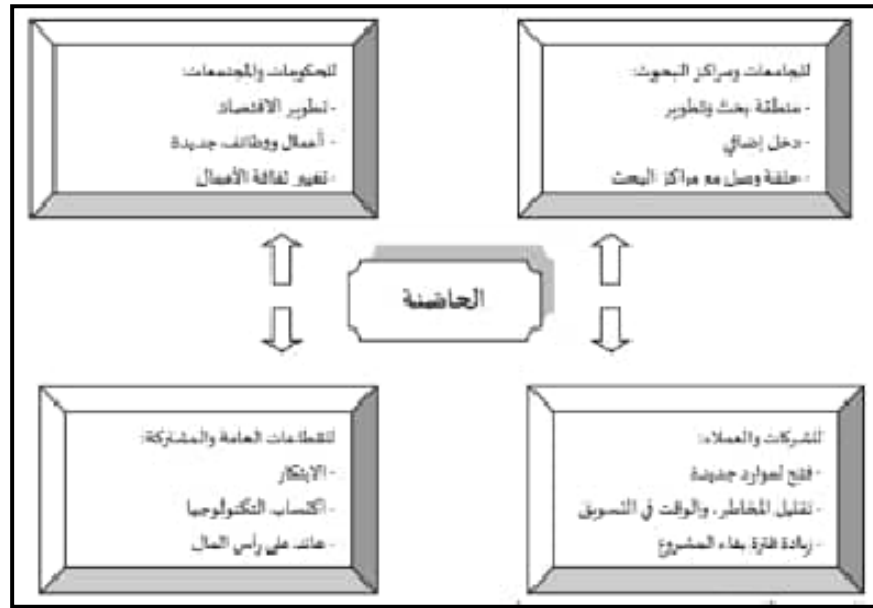 للجامعات ومراكز البحوث:
- منطقة بحث وتطوير
- دخل إضافي
- حلقة وصل مع مراكز البحث
للحكومات والمجتمعات:
- تطوير الاقتصاد
- أعمال ووظائف جديدة
- تغيير ثقافة الأعمال
الحاضنة
للشركات والعملاء:
- فتح لموارد جديدة
- تقليل المخاطر، والوقت في التسويق
- زيادة فترة بقاء المشروع
للقطاعات العامة والمشتركة:
- الابتكار
- اكتساب التكنولوجيا
- عائد على رأس المال